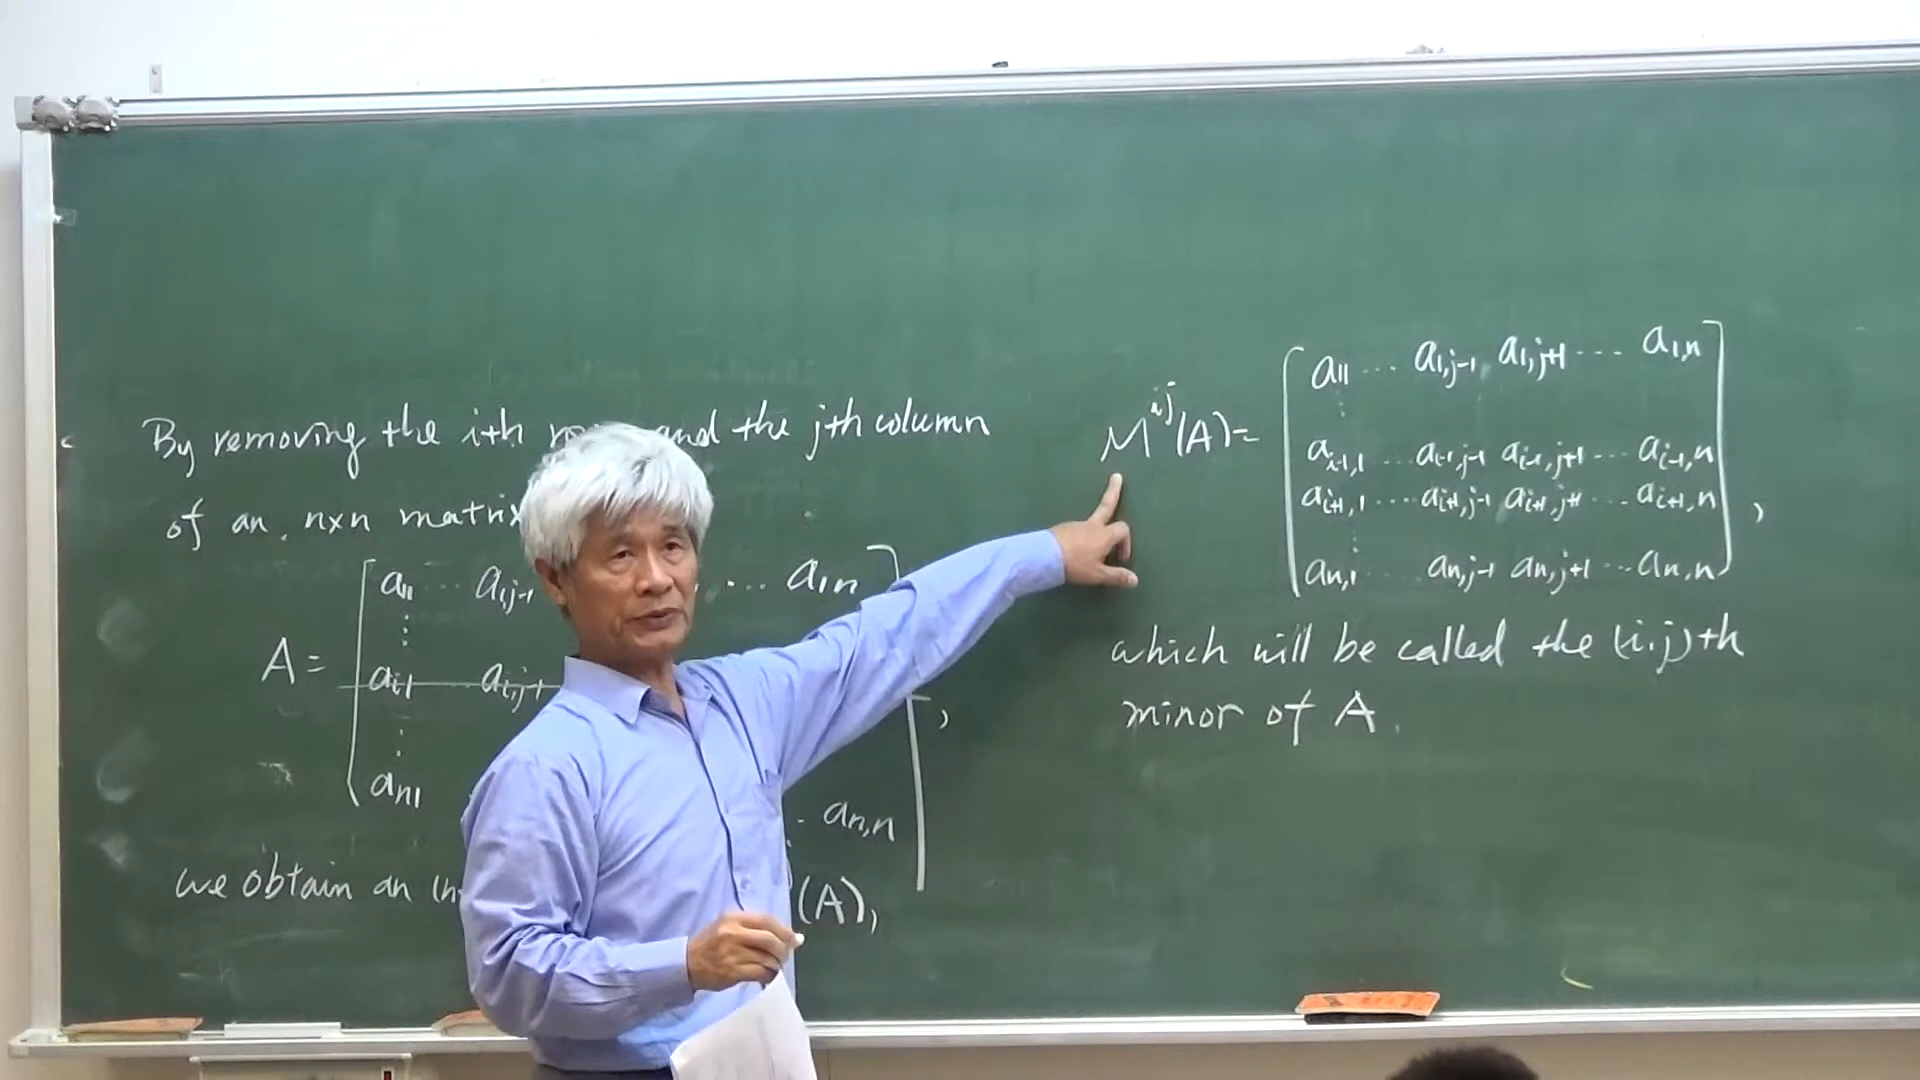 By removing the ith and the jth column
of an n×n matrix
A = [ a11 ... a1,j-1 ... a1n
⋮
ai1 ai,j-1
⋮
an1 ... an,n ] ,
we obtain an (n- (A),
M^ij(A) = [ a11 ... a1,j-1 a1,j+1 ... a1,n
⋮
ai-1,1 ... ai-1,j-1 ai-1,j+1 ... ai-1,n
ai+1,1 ... ai+1,j-1 ai+1,j+1 ... ai+1,n
⋮
an,1 ... an,j-1 an,j+1 ... an,n ] ,
which will be called the (i,j)th
minor of A.